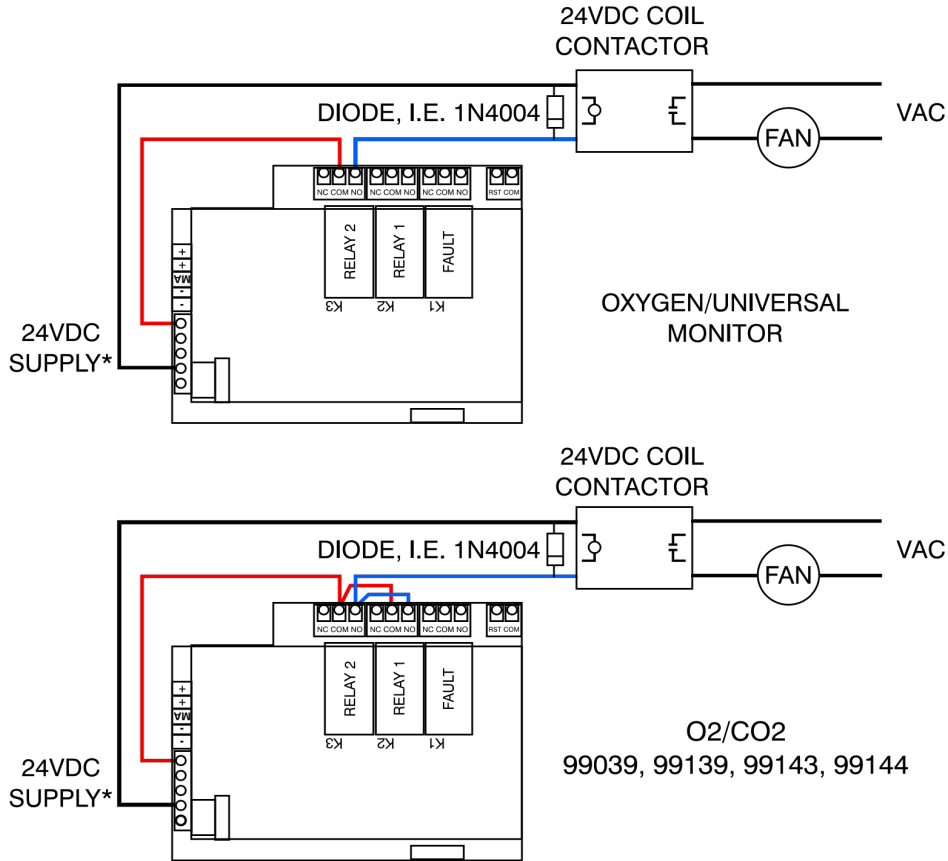 24VDC COIL
CONTACTOR
DIODE, I.E. 1N4004
VAC
FAN
NC COM NO NC COM NO NC COM NO RST COM
RELAY 2
RELAY 1
FAULT
K3
K2
K1
+
+
MA
-
-
OXYGEN/UNIVERSAL
MONITOR
24VDC
SUPPLY*
24VDC COIL
CONTACTOR
DIODE, I.E. 1N4004
VAC
FAN
NC COM NO NC COM NO NC COM NO RST COM
RELAY 2
RELAY 1
FAULT
K3
K2
K1
+
+
MA
-
-
O2/CO2
99039, 99139, 99143, 99144
24VDC
SUPPLY*